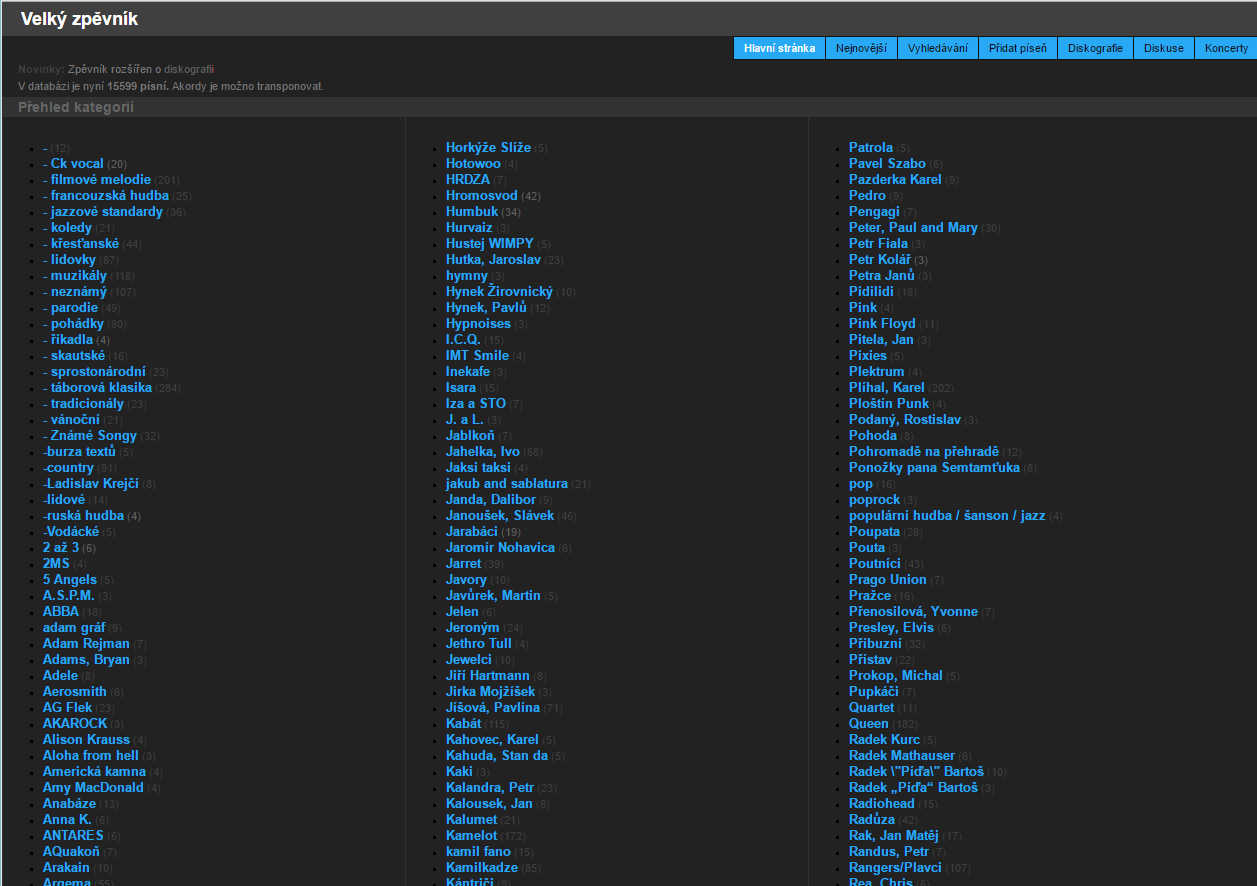 Velký zpěvník
Hlavní stránka Nejnovější Vyhledávání Přidat píseň Diskografie Diskuse Koncerty
Novinky: Zpěvník rozšířen o diskografii
V databázi je nyní 15599 písní. Akordy je možno transponovat.
Přehled kategorií
- (12)
- Ck vocal (20)
- filmové melodie (201)
- francouzská hudba (25)
- jazzové standardy (36)
- koledy (21)
- křesťanské (44)
- lidovky (87)
- muzikály (118)
- neznámý (107)
- parodie (49)
- pohádky (80)
- říkadla (4)
- skautské (16)
- sprostonárodní (23)
- táborová klasika (284)
- tradicionály (23)
- vánoční (21)
- Známé Songy (32)
-burza textů (5)
-country (91)
-Ladislav Krejčí (8)
-lidové (14)
-ruská hudba (4)
-Vodácké (5)
2 až 3 (6)
2MS (4)
5 Angels (5)
A.S.P.M. (3)
ABBA (18)
adam gráf (9)
Adam Rejman (7)
Adams, Bryan (3)
Adele (8)
Aerosmith (6)
AG Flek (23)
AKAROCK (3)
Alison Krauss (4)
Aloha from hell (3)
Americká kamna (4)
Amy MacDonald (4)
Anabáze (13)
Anna K. (6)
ANTARES (6)
AQuakoň (7)
Arakain (10)
Argema (55)
Horkýže Slíže (5)
Hotowoo (4)
HRDZA (7)
Hromosvod (42)
Humbuk (34)
Hurvaiz (3)
Hustej WIMPY (5)
Hutka, Jaroslav (23)
hymny (3)
Hynek Žirovnický (10)
Hynek, Pavlů (12)
Hypnoises (3)
I.C.Q. (15)
IMT Smile (4)
Inekafe (3)
Isara (15)
Iza a STO (7)
J. a L. (3)
Jablkoň (7)
Jahelka, Ivo (68)
Jaksi taksi (4)
jakub and sablatura (21)
Janda, Dalibor (9)
Janoušek, Slávek (46)
Jarabáci (19)
Jaromír Nohavica (6)
Jarret (39)
Javory (10)
Javůrek, Martin (5)
Jelen (6)
Jeroným (24)
Jethro Tull (4)
Jewelci (10)
Jiří Hartmann (8)
Jirka Mojžíšek (3)
Jíšová, Pavlína (71)
Kabát (115)
Kahovec, Karel (5)
Kahuda, Stan da (5)
Kaki (3)
Kalandra, Petr (23)
Kalousek, Jan (8)
Kalumet (21)
Kamelot (172)
kamil fano (15)
Kamilkadze (85)
Kántriči (9)
Patrola (5)
Pavel Szabo (6)
Pazderka Karel (9)
Pedro (9)
Pengagi (7)
Peter, Paul and Mary (30)
Petr Fiala (3)
Petr Kolář (3)
Petra Janů (3)
Pidilidi (18)
Pink (4)
Pink Floyd (11)
Pitela, Jan (3)
Pixies (5)
Plektrum (4)
Plíhal, Karel (202)
Ploštín Punk (4)
Podaný, Rostislav (3)
Pohoda (8)
Pohromadě na přehradě (12)
Ponožky pana Semtamťuka (8)
pop (16)
poprock (3)
populární hudba / šanson / jazz (4)
Poupata (28)
Pouta (3)
Poutníci (43)
Prago Union (7)
Pražce (16)
Přenosilová, Yvonne (7)
Presley, Elvis (6)
Příbuzní (32)
Přístav (22)
Prokop, Michal (5)
Pupkáči (7)
Quartet (11)
Queen (182)
Radek Kurc (5)
Radek Mathauser (6)
Radek \"Píďa\" Bartoš (10)
Radek „Píďa“ Bartoš (3)
Radiohead (15)
Radůza (42)
Rak, Jan Matěj (17)
Randus, Petr (7)
Rangers/Plavci (107)
Rea, Chris (6)